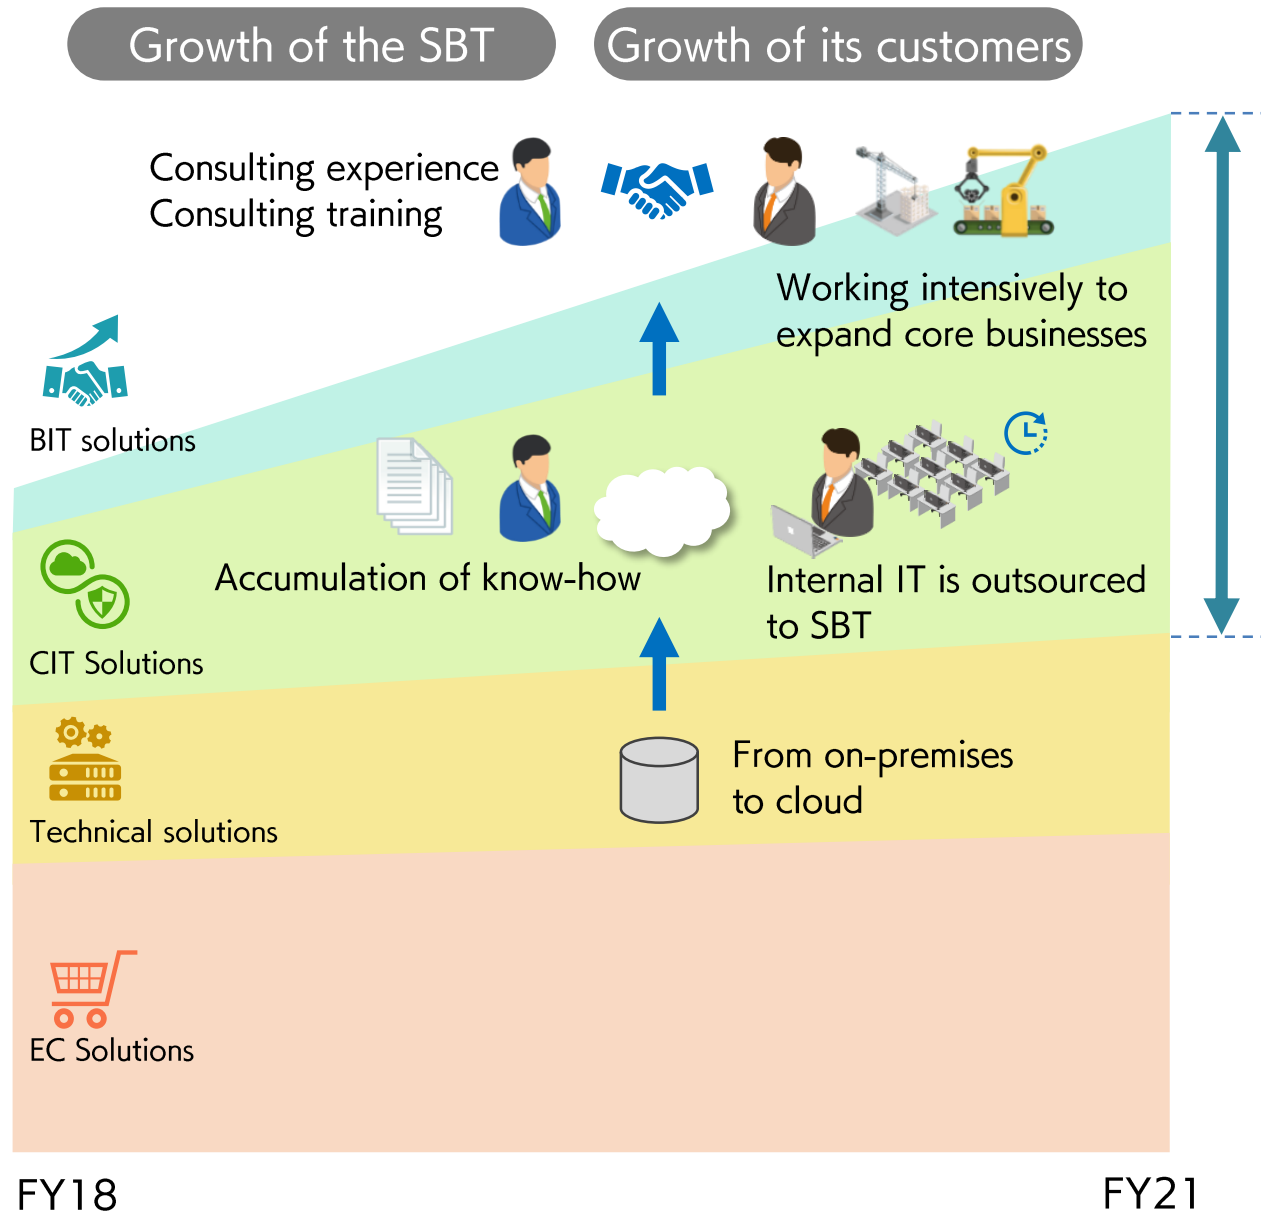 Growth of the SBT
Growth of its customers
Consulting experience
Consulting training
Working intensively to
expand core businesses
BIT solutions
Accumulation of know-how
Internal IT is outsourced
to SBT
CIT Solutions
From on-premises
to cloud
Technical solutions
EC Solutions
FY18
FY21